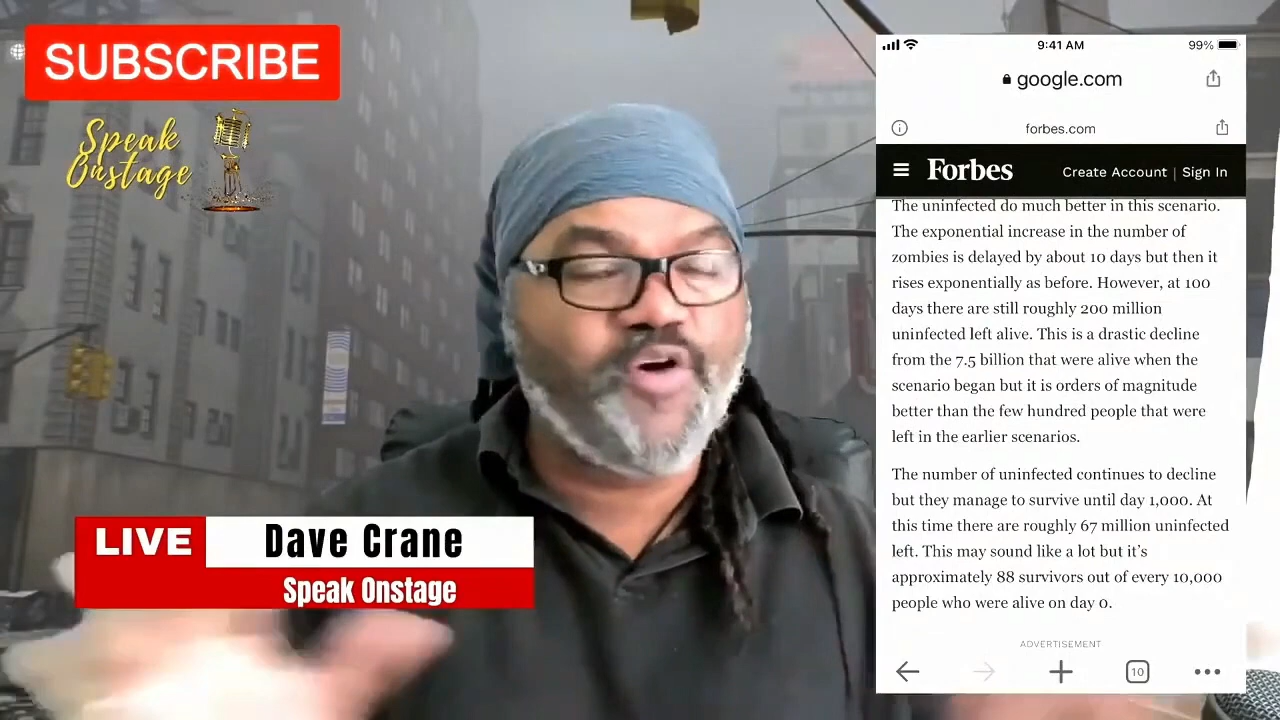 SUBSCRIBE
Speak
Onstage
LIVE
Dave Crane
Speak Onstage
9:41 AM
99%
google.com
forbes.com
Forbes
Create Account | Sign In
The uninfected do much better in this scenario.
The exponential increase in the number of
zombies is delayed by about 10 days but then it
rises exponentially as before. However, at 100
days there are still roughly 200 million
uninfected left alive. This is a drastic decline
from the 7.5 billion that were alive when the
scenario began but it is orders of magnitude
better than the few hundred people that were
left in the earlier scenarios.
The number of uninfected continues to decline
but they manage to survive until day 1,000. At
this time there are roughly 67 million uninfected
left. This may sound like a lot but it’s
approximately 88 survivors out of every 10,000
people who were alive on day 0.
ADVERTISEMENT
10